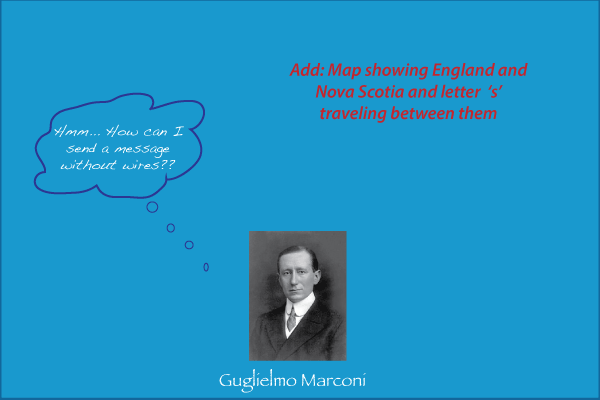 Add: Map showing England and
Nova Scotia and letter 's'
traveling between them
Hmm... How can I
send a message
without wires??
Guglielmo Marconi